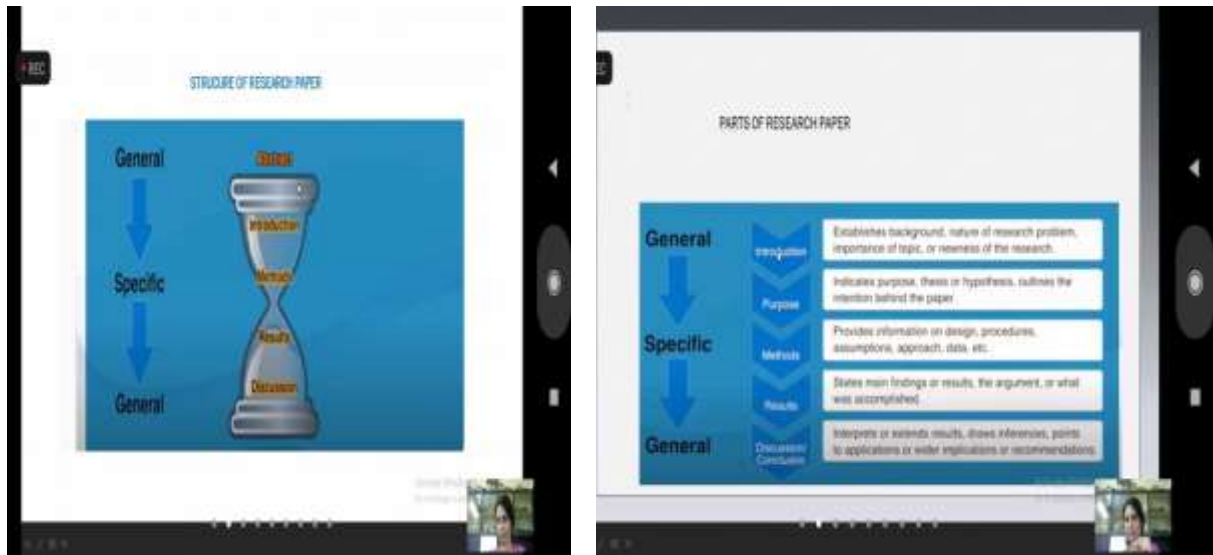 REC
STRUCURE OF RESEARCH PAPER
General
Abstract
Introduction
Methods
Specific
Results
Discussion
General
PARTS OF RESEARCH PAPER
General
Introduction
Establishes background, nature of research problem,
importance of topic, or newness of the research.
Purpose
Indicates purpose, thesis or hypothesis, outlines the
intention behind the paper
Specific
Methods
Provides information on design, procedures,
assumptions, approach, data, etc.
Results
States main findings or results, the argument, or what
was accomplished
General
Discussion/
Conclusion
Interprets or extends results, draws inferences, points
to applications or wider implications or recommendations